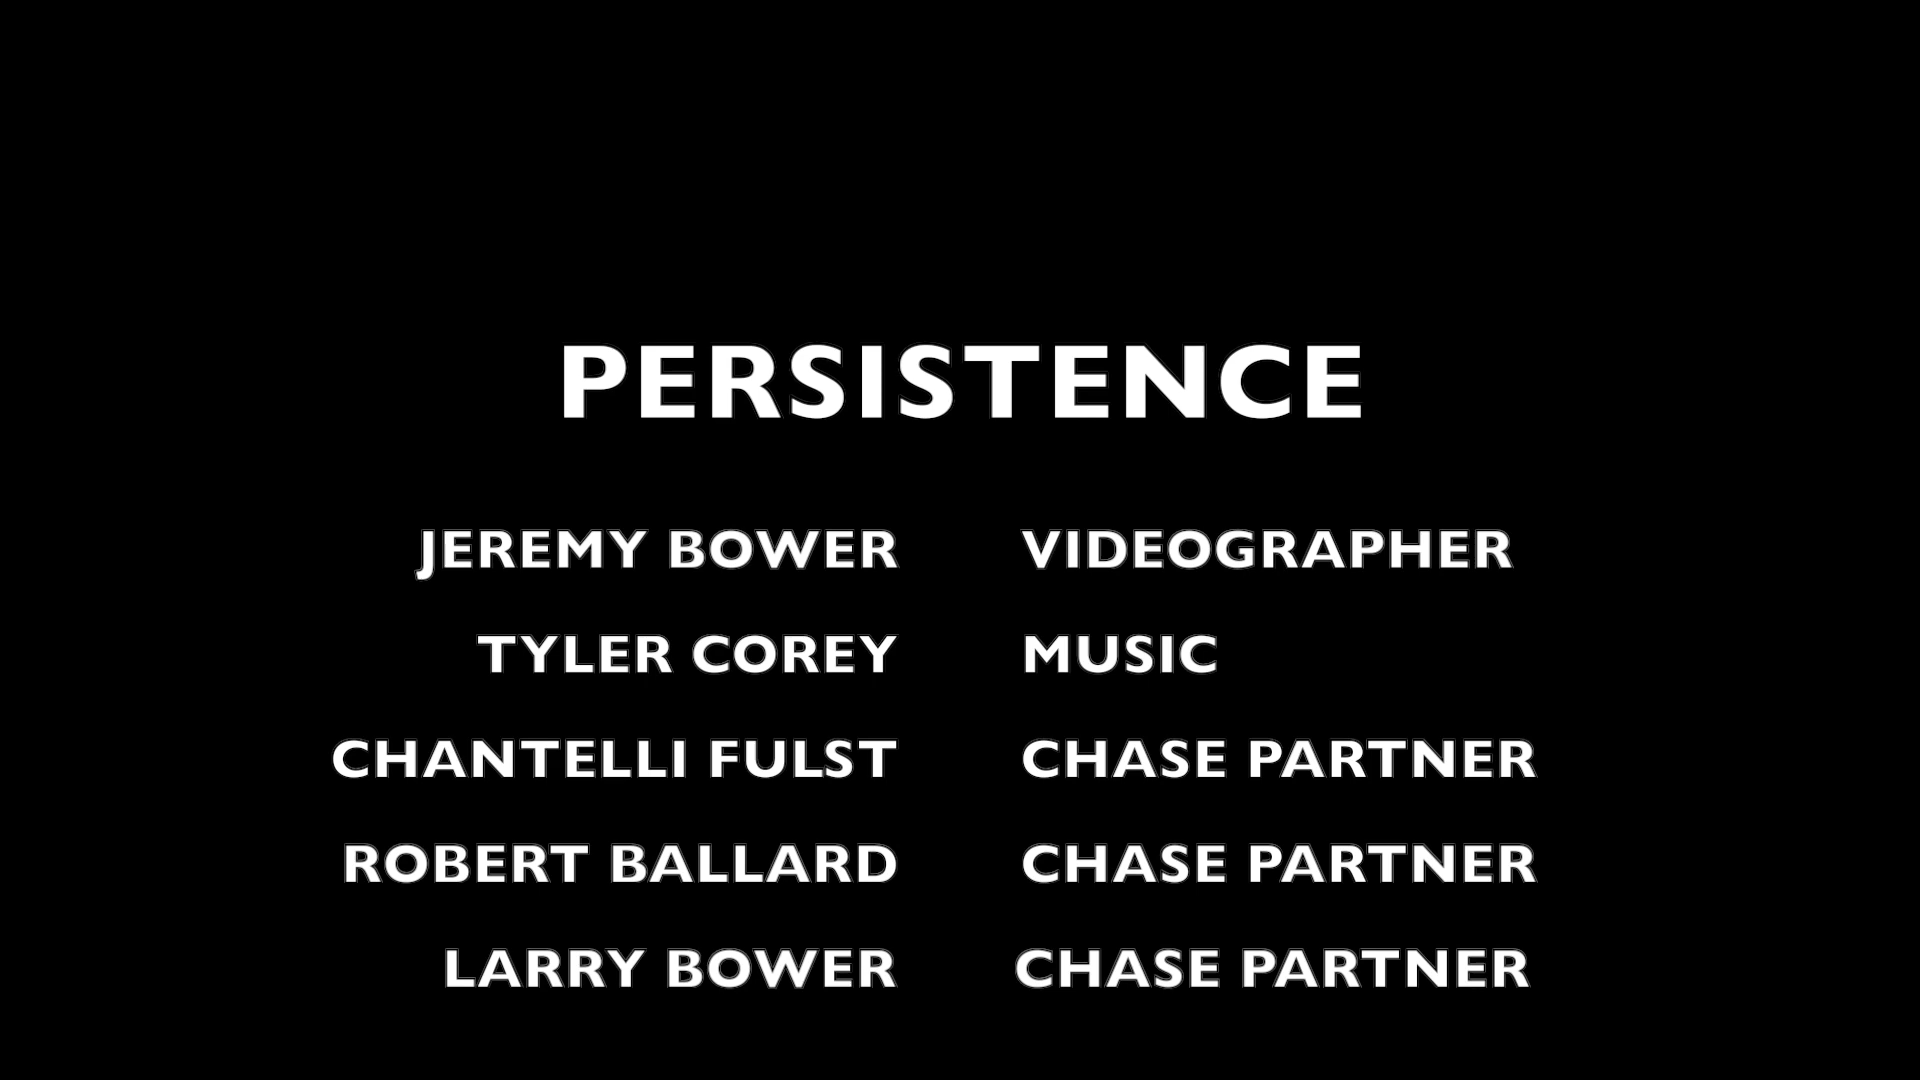 PERSISTENCE
JEREMY BOWER VIDEOGRAPHER
TYLER COREY MUSIC
CHANTELLI FULST CHASE PARTNER
ROBERT BALLARD CHASE PARTNER
LARRY BOWER CHASE PARTNER